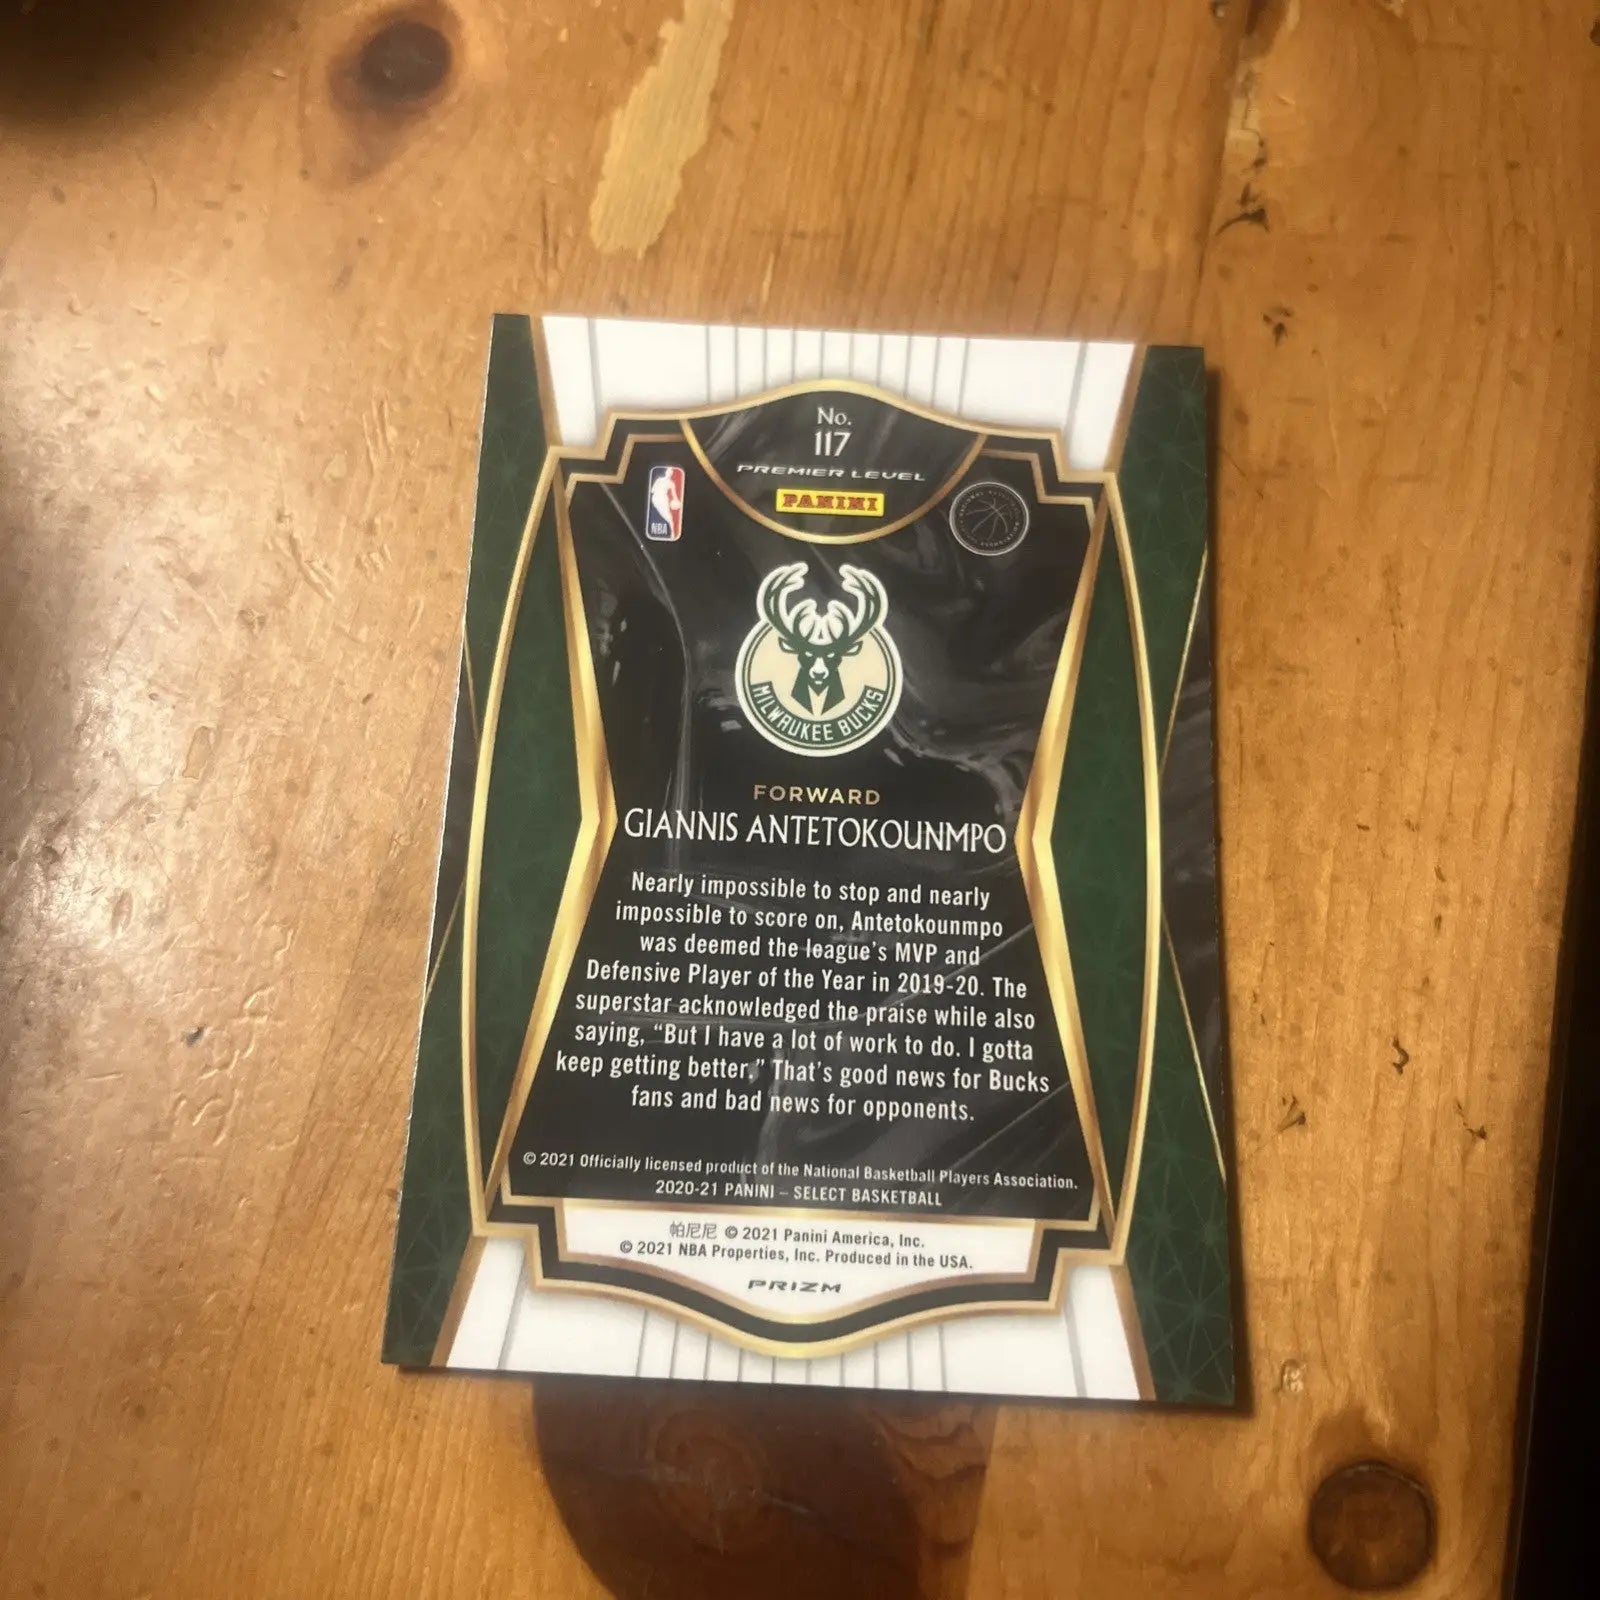 No.
117
PREMIER LEVEL
PANINI
NBA
MILWAUKEE BUCKS
FORWARD
GIANNIS ANTETOKOUNMPO
Nearly impossible to stop and nearly
impossible to score on, Antetokounmpo
was deemed the league's MVP and
Defensive Player of the Year in 2019-20. The
superstar acknowledged the praise while also
saying, “But I have a lot of work to do. I gotta
keep getting better.” That's good news for Bucks
fans and bad news for opponents.
© 2021 Officially licensed product of the National Basketball Players Association.
2020-21 PANINI – SELECT BASKETBALL
帕尼尼 © 2021 Panini America, Inc.
© 2021 NBA Properties, Inc. Produced in the USA.
PRIZM